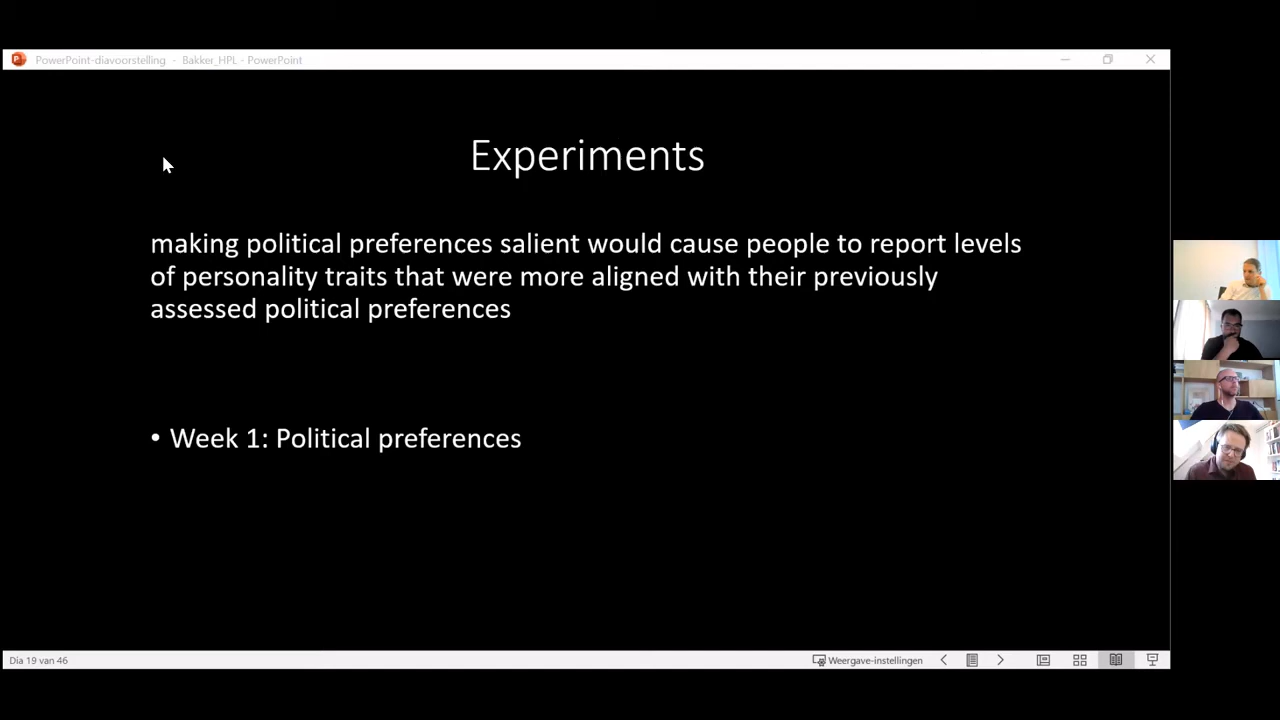 PowerPoint-diavoorstelling - Bakker_HPL - PowerPoint
Experiments
making political preferences salient would cause people to report levels
of personality traits that were more aligned with their previously
assessed political preferences
• Week 1: Political preferences
Dia 19 van 46
Weergave-instellingen